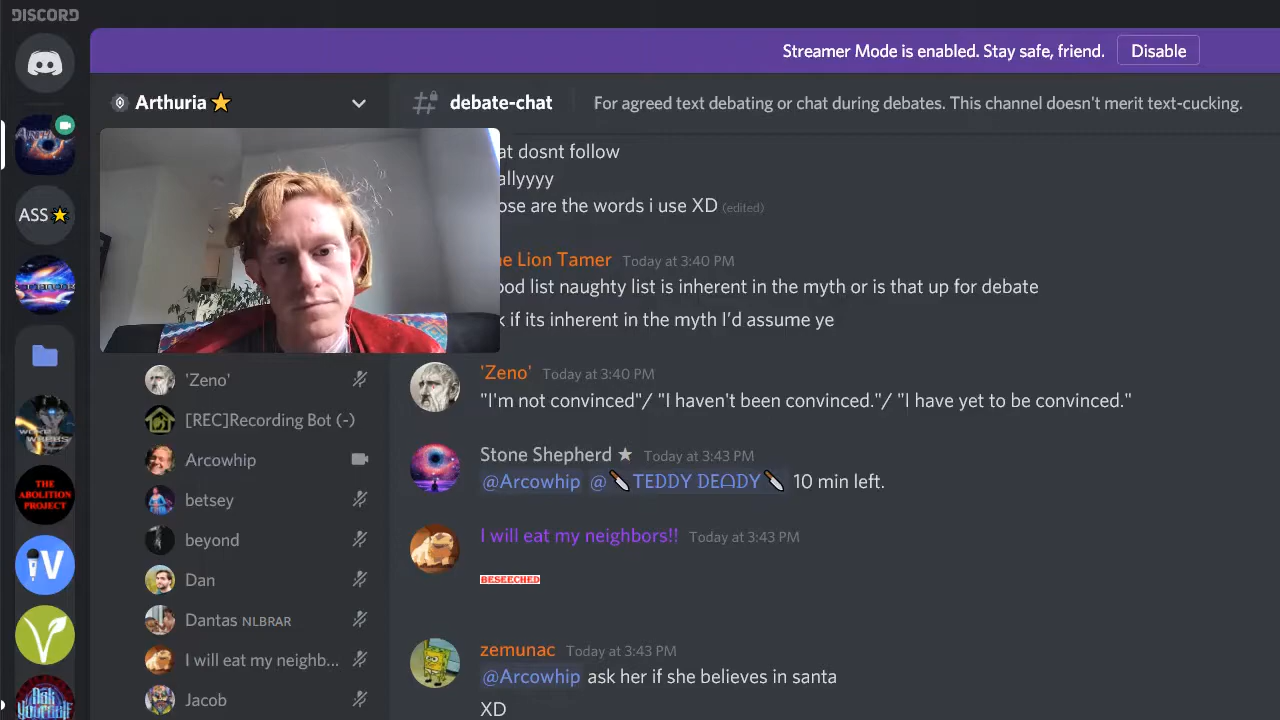 DISCORD
Streamer Mode is enabled. Stay safe, friend. Disable
Arthuria
debate-chat
For agreed text debating or chat during debates. This channel doesn't merit text-cucking.
at dosnt follow
allyyyy
ose are the words i use XD (edited)
ASS
e Lion Tamer Today at 3:40 PM
ood list naughty list is inherent in the myth or is that up for debate
if its inherent in the myth I'd assume ye
'Zeno'
[REC]Recording Bot (-)
Arcowhip
betsey
beyond
Dan
Dantas NLBRAR
I will eat my neighb...
Jacob
'Zeno' Today at 3:40 PM
"I'm not convinced"/ "I haven't been convinced."/ "I have yet to be convinced."
Stone Shepherd ★ Today at 3:43 PM
@Arcowhip @🔪TEDDY DEADY🔪 10 min left.
I will eat my neighbors!! Today at 3:43 PM
BESEECHED
zemunac Today at 3:43 PM
@Arcowhip ask her if she believes in santa
XD
THE
ABOLITION
PROJECT
V